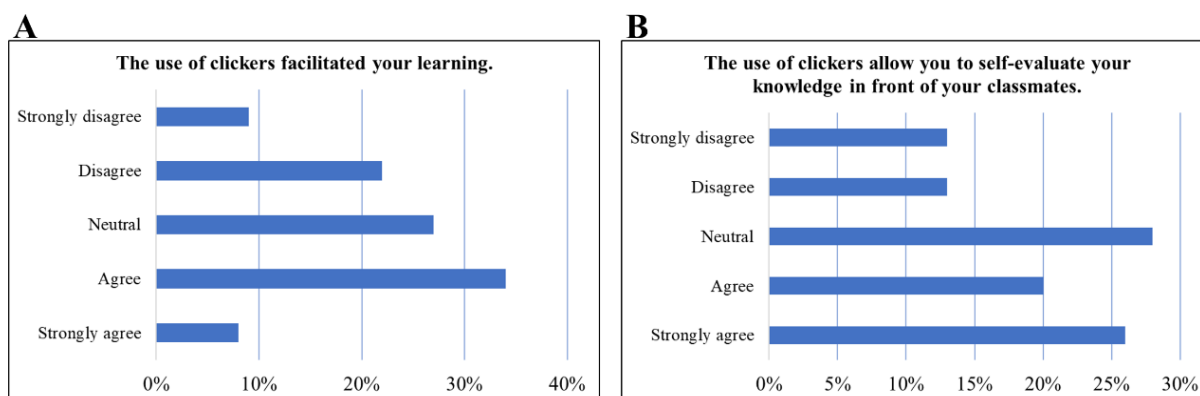 A
The use of clickers facilitated your learning.
Strongly disagree
Disagree
Neutral
Agree
Strongly agree
0% 10% 20% 30% 40%
B
The use of clickers allow you to self-evaluate your
knowledge in front of your classmates.
Strongly disagree
Disagree
Neutral
Agree
Strongly agree
0% 5% 10% 15% 20% 25% 30%